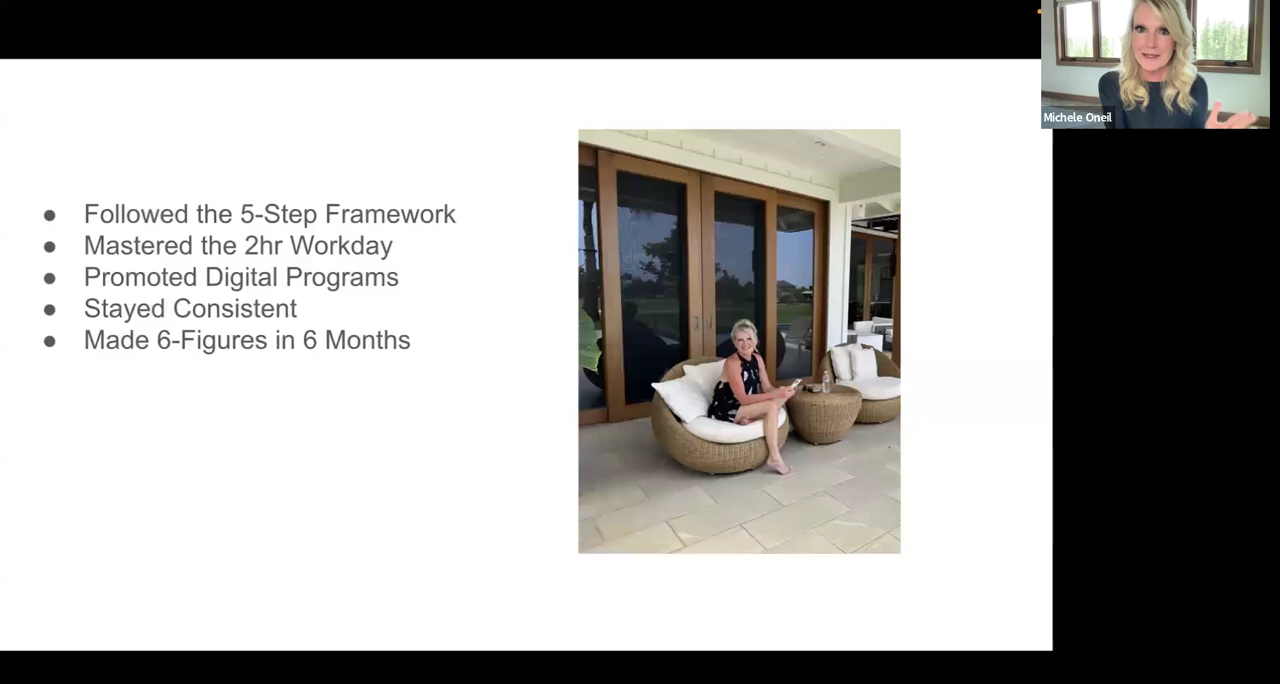 Michele Oneil
● Followed the 5-Step Framework
● Mastered the 2hr Workday
● Promoted Digital Programs
● Stayed Consistent
● Made 6-Figures in 6 Months